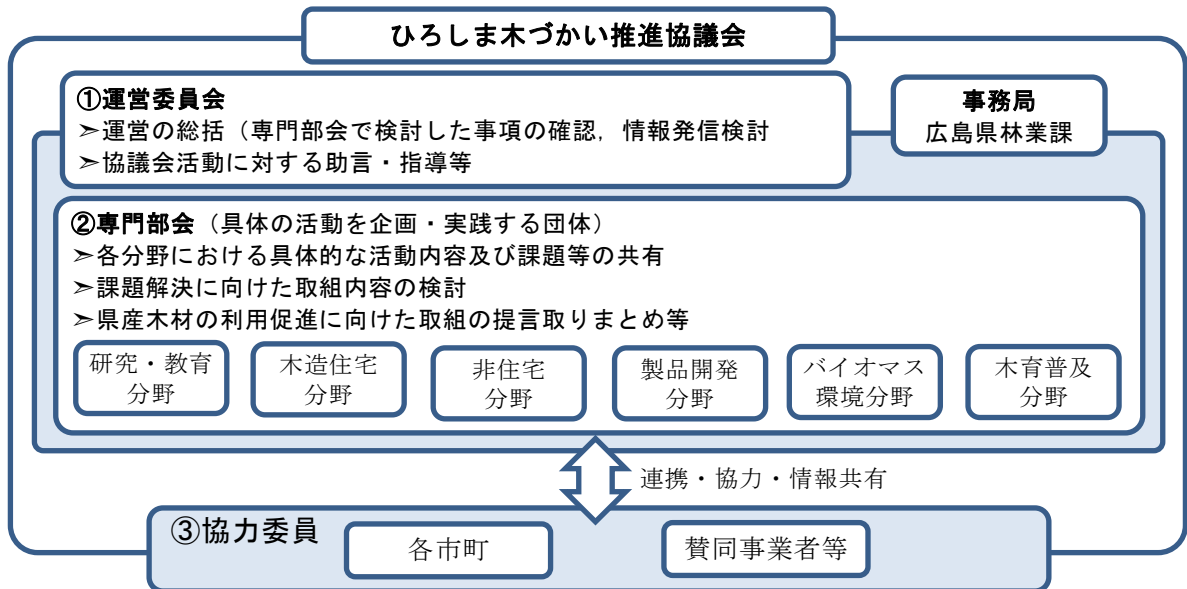 ひろしま木づかい推進協議会
①運営委員会
➢運営の総括（専門部会で検討した事項の確認，情報発信検討
➢協議会活動に対する助言・指導等
事務局
広島県林業課
②専門部会（具体の活動を企画・実践する団体）
➢各分野における具体的な活動内容及び課題等の共有
➢課題解決に向けた取組内容の検討
➢県産木材の利用促進に向けた取組の提言取りまとめ等
研究・教育
分野
木造住宅
分野
非住宅
分野
製品開発
分野
バイオマス
環境分野
木育普及
分野
連携・協力・情報共有
③協力委員
各市町
賛同事業者等